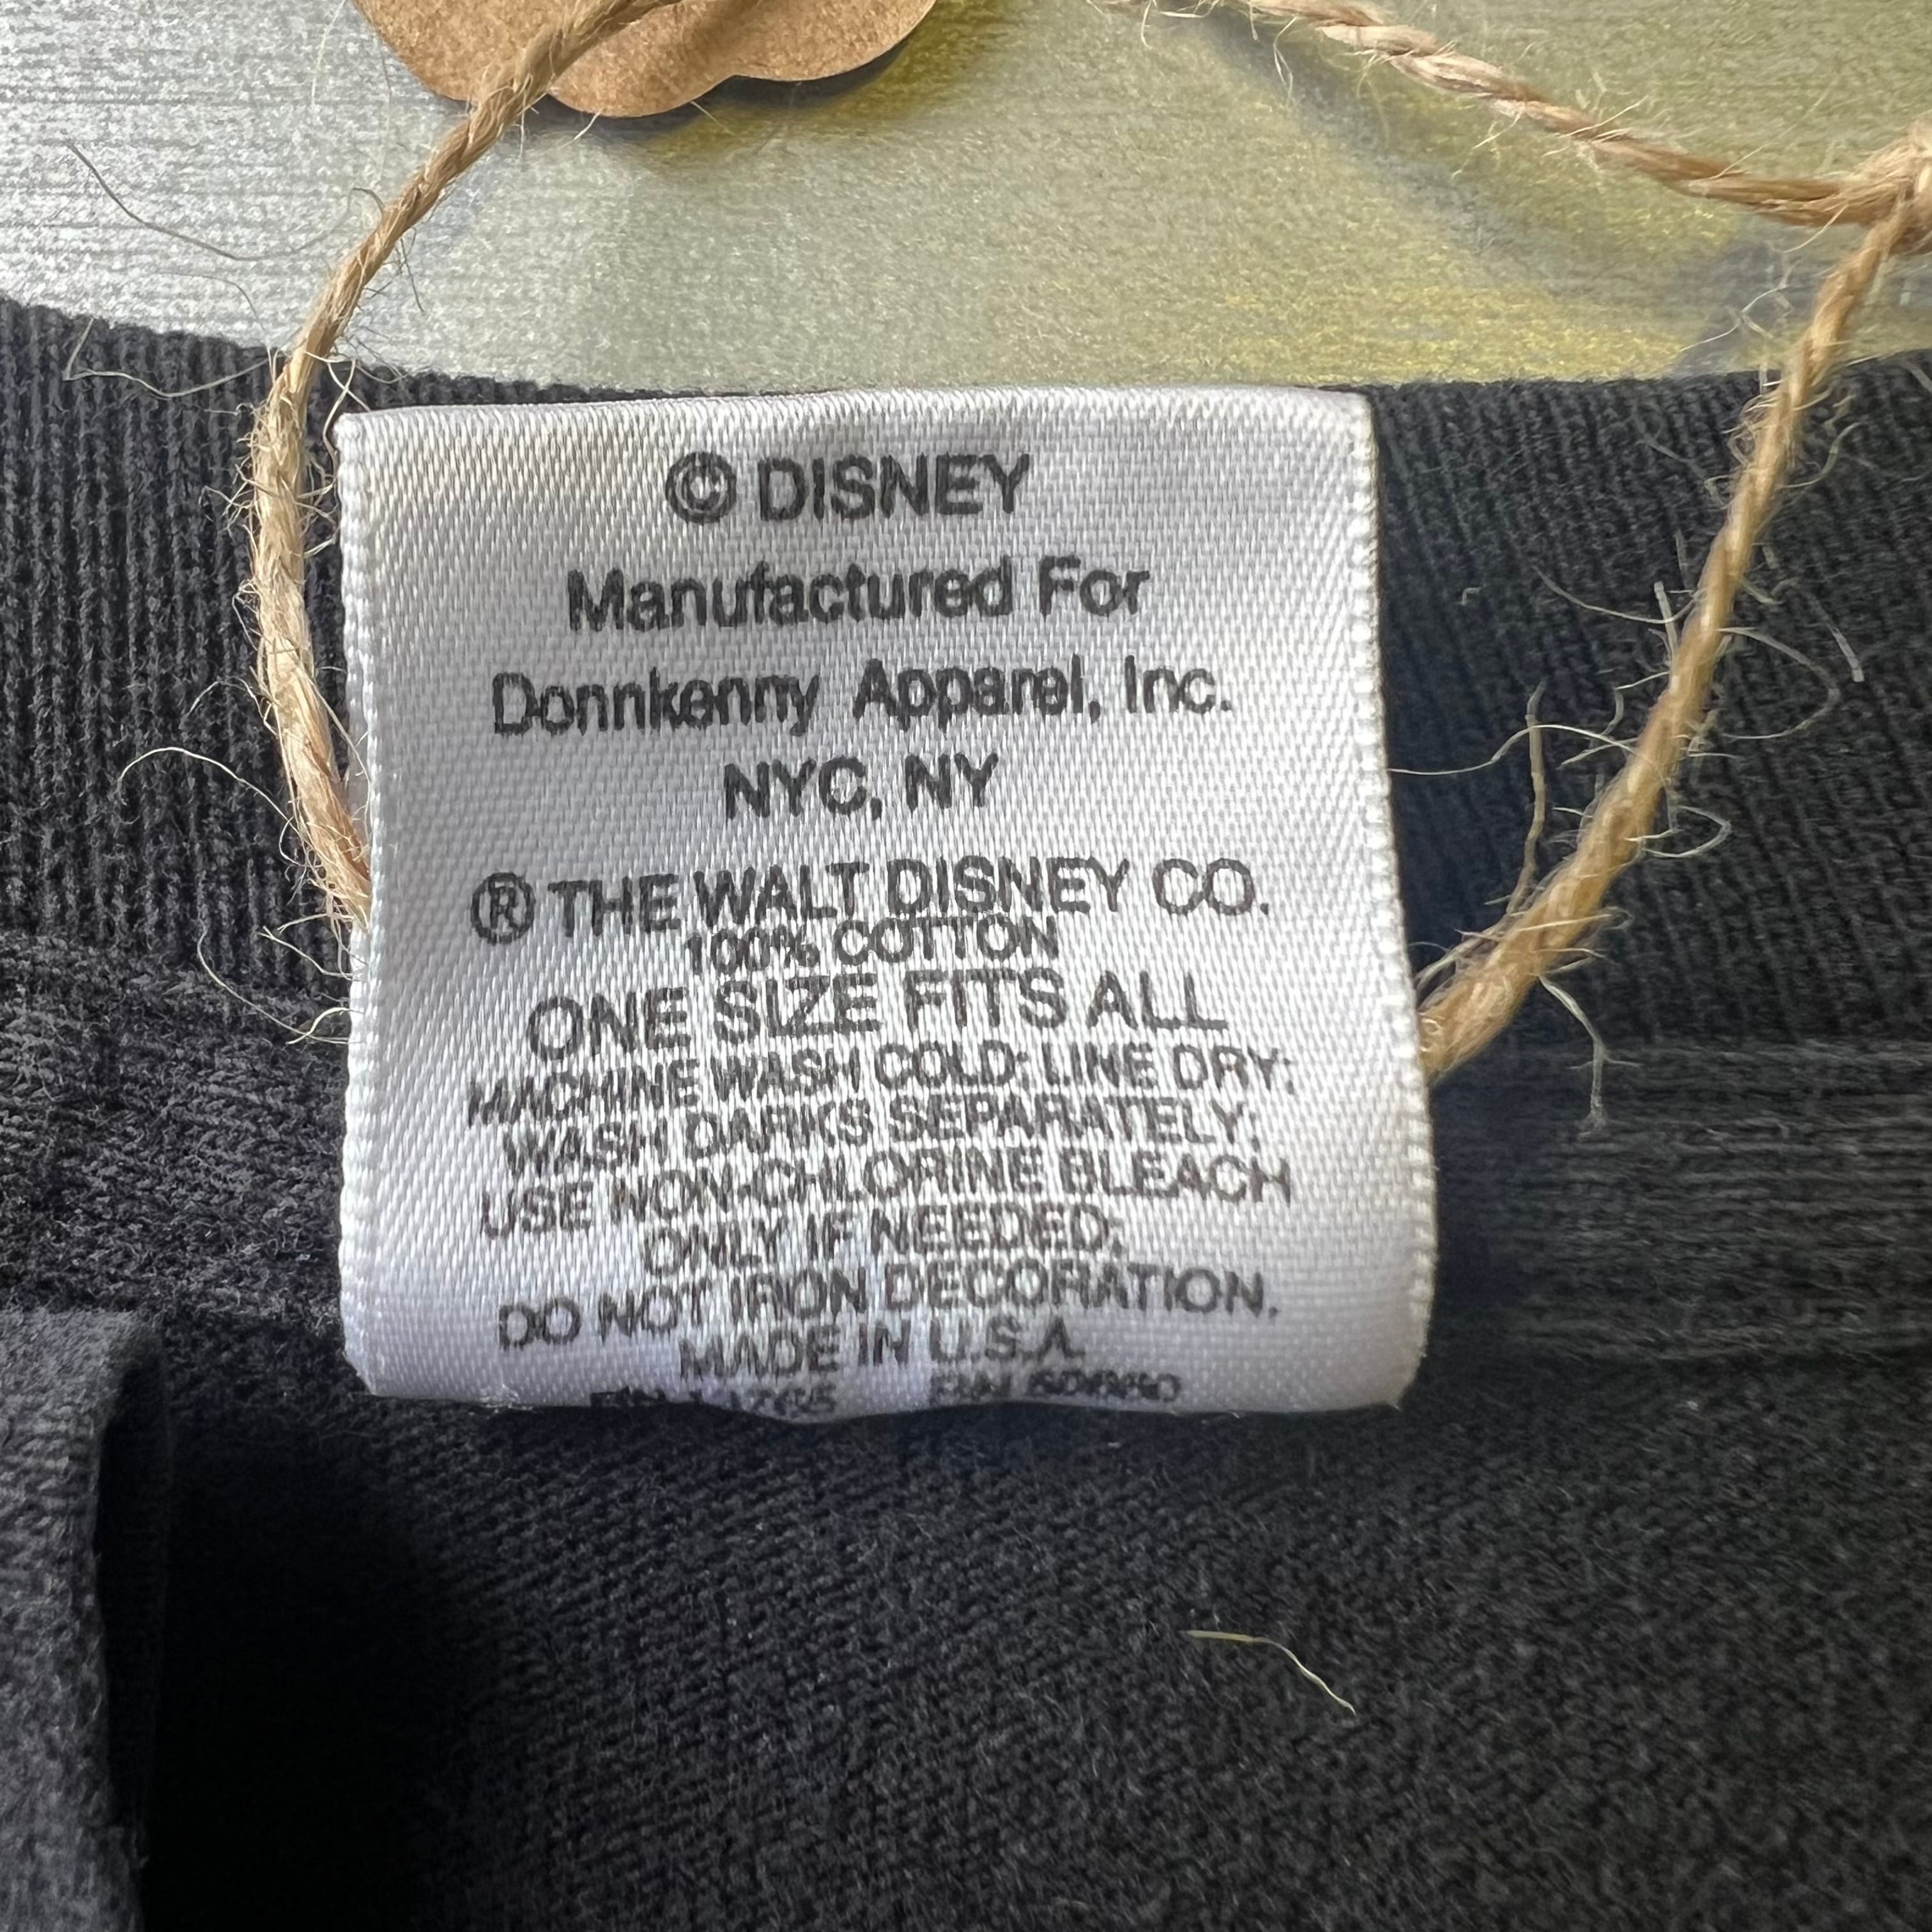 © DISNEY
Manufactured For
Donnkenny Apparel, Inc.
NYC, NY
® THE WALT DISNEY CO.
100% COTTON
ONE SIZE FITS ALL
MACHINE WASH COLD; LINE DRY;
WASH DARKS SEPARATELY;
USE NON-CHLORINE BLEACH
ONLY IF NEEDED;
DO NOT IRON DECORATION.
MADE IN U.S.A.